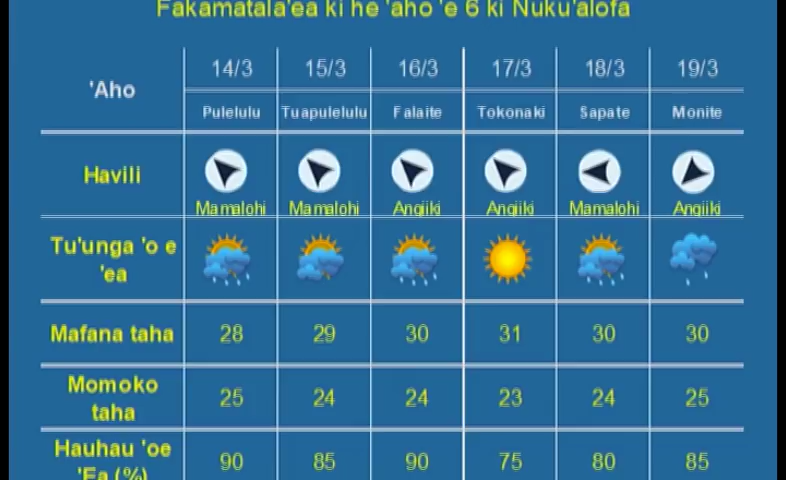 Fakamatala'ea ki he 'aho 'e 6 ki Nuku'alofa
'Aho 14/3 15/3 16/3 17/3 18/3 19/3
Pulelulu Tuapulelulu Falaite Tokonaki Sapate Monite
Havili
Mamalohi Mamalohi Angiiki Angiiki Mamalohi Angiiki
Tu'unga 'o e
'ea
Mafana taha 28 29 30 31 30 30
Momoko
taha
25 24 24 23 24 25
Hauhau 'oe
'Ea (%)
90 85 90 75 80 85